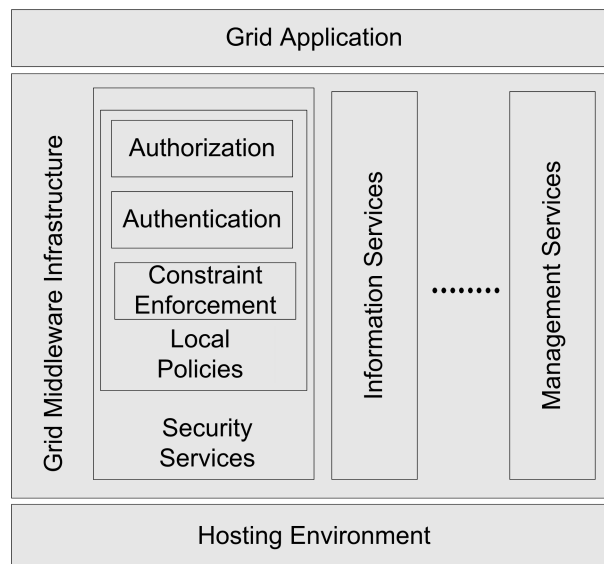 Grid Application
Grid Middleware Infrastructure
Authorization
Authentication
Constraint
Enforcement
Local
Policies
Security
Services
Information Services
Management Services
Hosting Environment